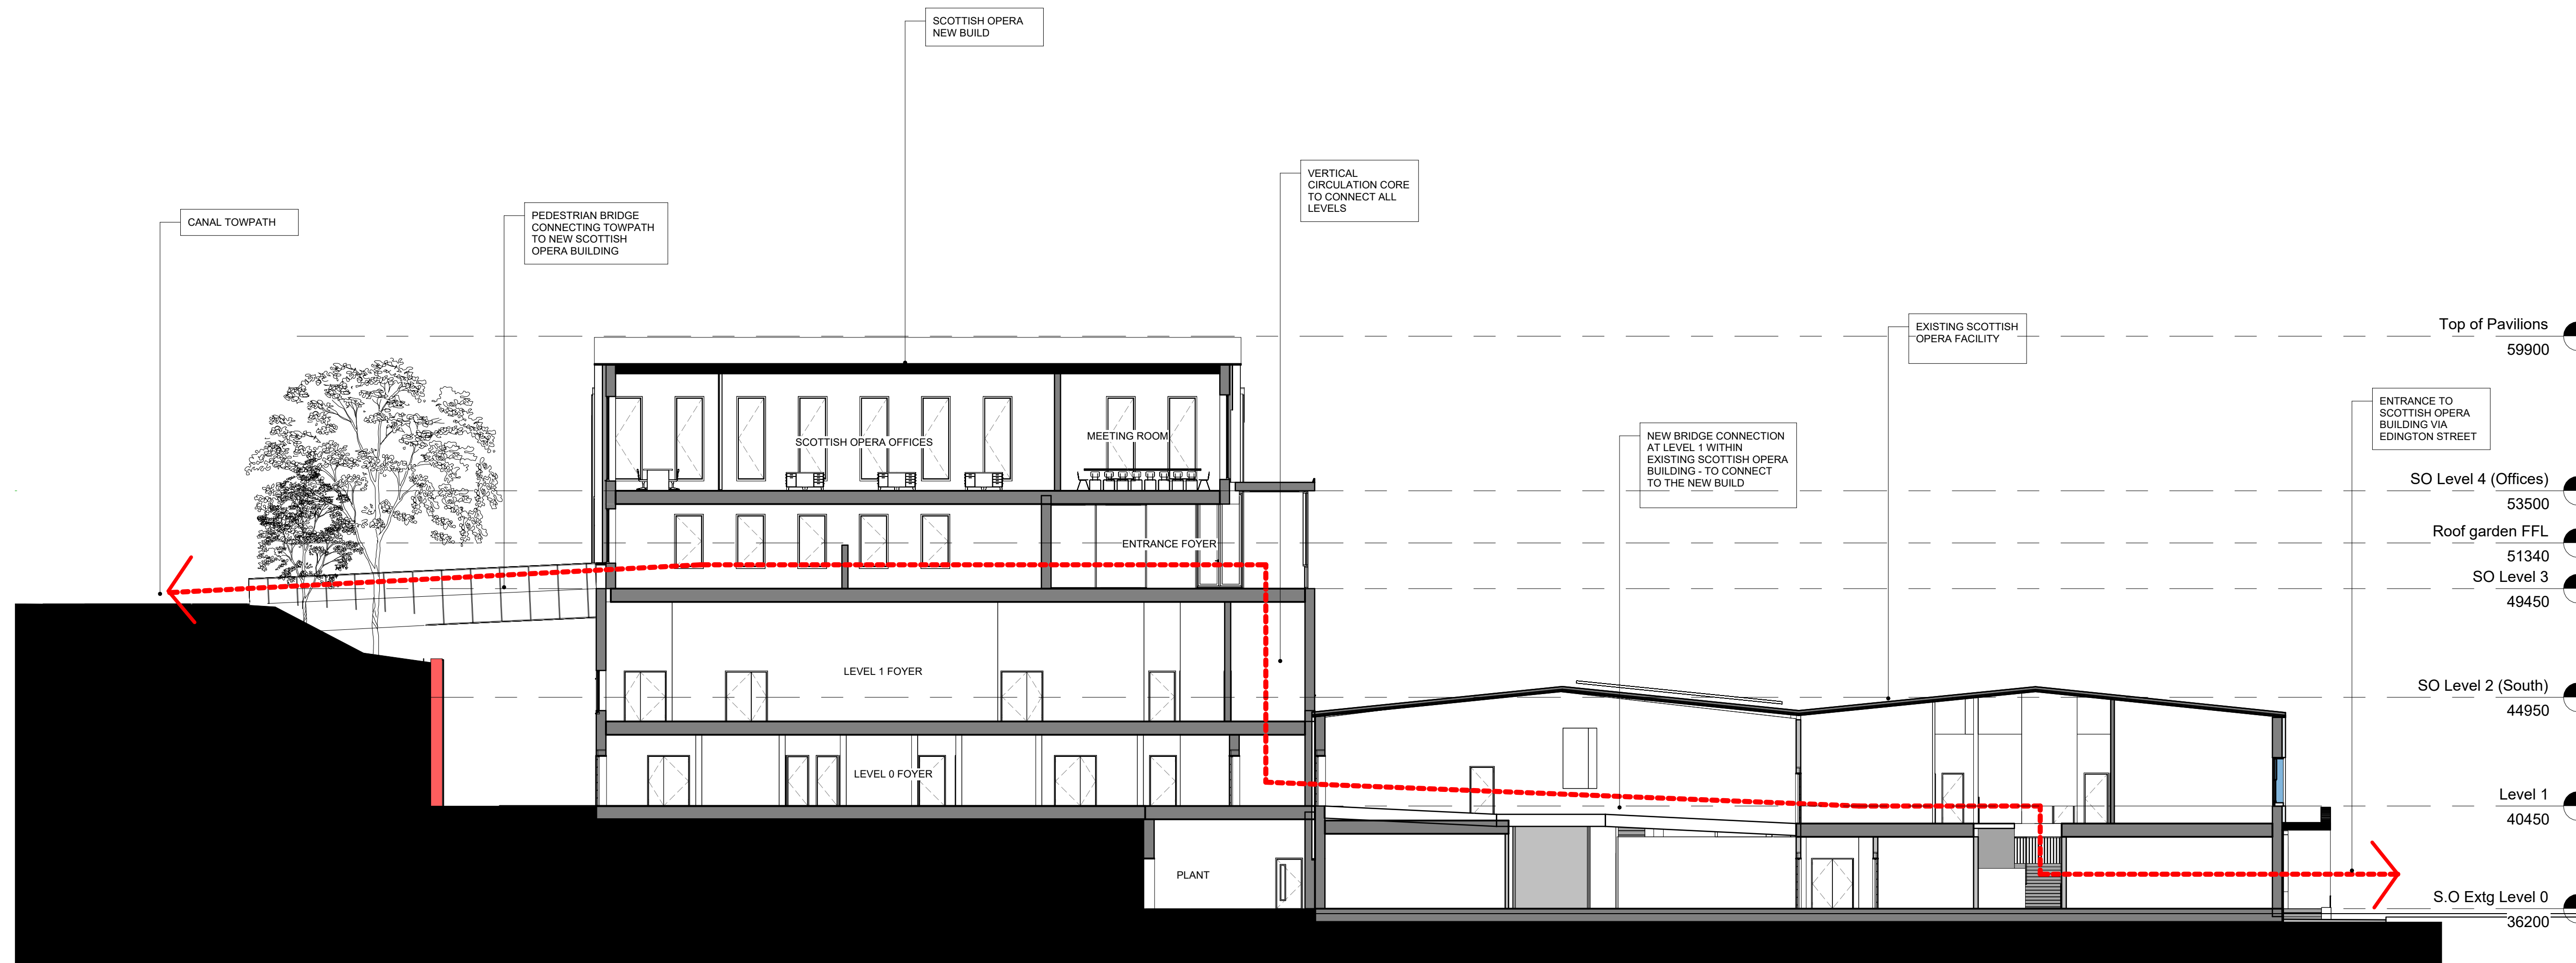 SCOTTISH OPERA
NEW BUILD
VERTICAL
CIRCULATION CORE
TO CONNECT ALL
LEVELS
CANAL TOWPATH
PEDESTRIAN BRIDGE
CONNECTING TOWPATH
TO NEW SCOTTISH
OPERA BUILDING
EXISTING SCOTTISH
OPERA FACILITY
Top of Pavilions
59900
ENTRANCE TO
SCOTTISH OPERA
BUILDING VIA
EDINGTON STREET
NEW BRIDGE CONNECTION
AT LEVEL 1 WITHIN
EXISTING SCOTTISH OPERA
BUILDING - TO CONNECT
TO THE NEW BUILD
SCOTTISH OPERA OFFICES
MEETING ROOM
SO Level 4 (Offices)
53500
ENTRANCE FOYER
Roof garden FFL
51340
SO Level 3
49450
LEVEL 1 FOYER
SO Level 2 (South)
44950
LEVEL 0 FOYER
Level 1
40450
PLANT
S.O Extg Level 0
36200